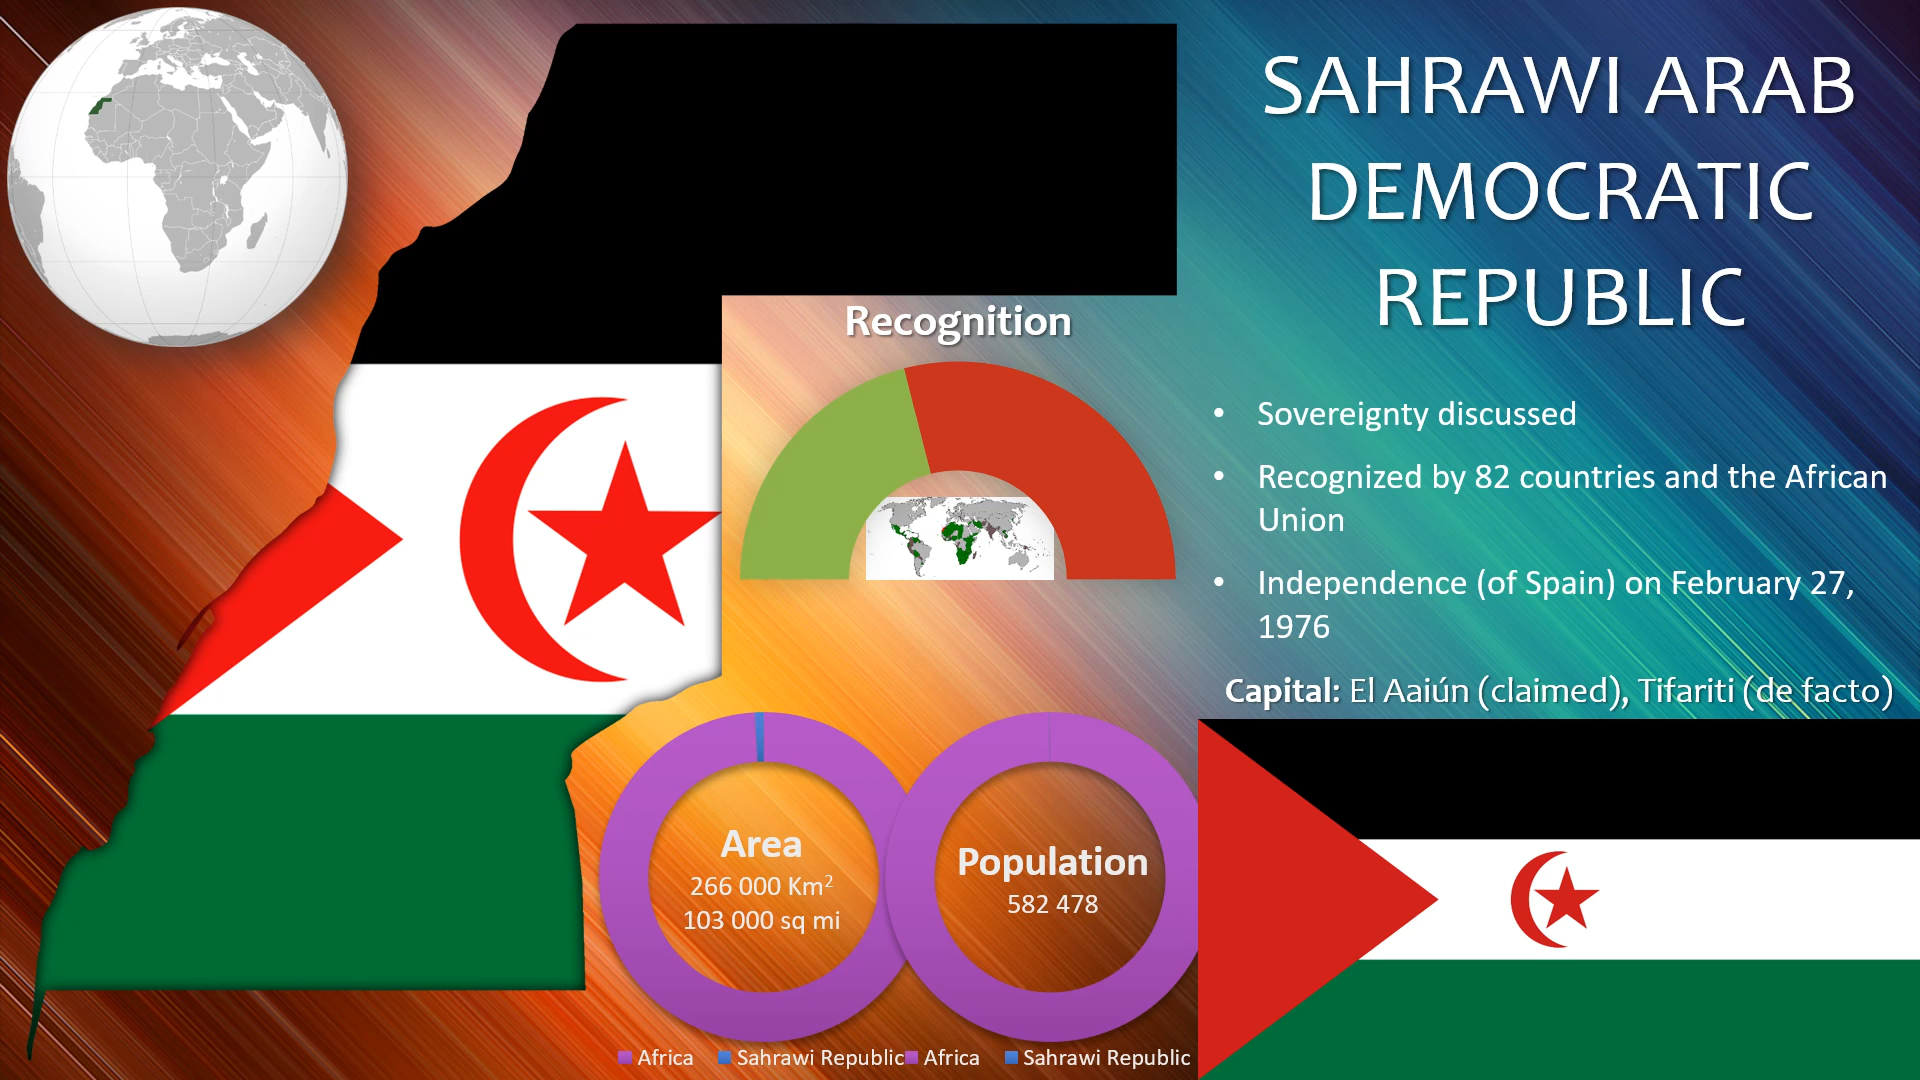 SAHRAWI ARAB
DEMOCRATIC
REPUBLIC
Recognition
• Sovereignty discussed
• Recognized by 82 countries and the African
Union
• Independence (of Spain) on February 27,
1976
Capital: El Aaiún (claimed), Tifariti (de facto)
Area
266 000 Km²
103 000 sq mi
Population
582 478
Africa Sahrawi Republic
Africa Sahrawi Republic